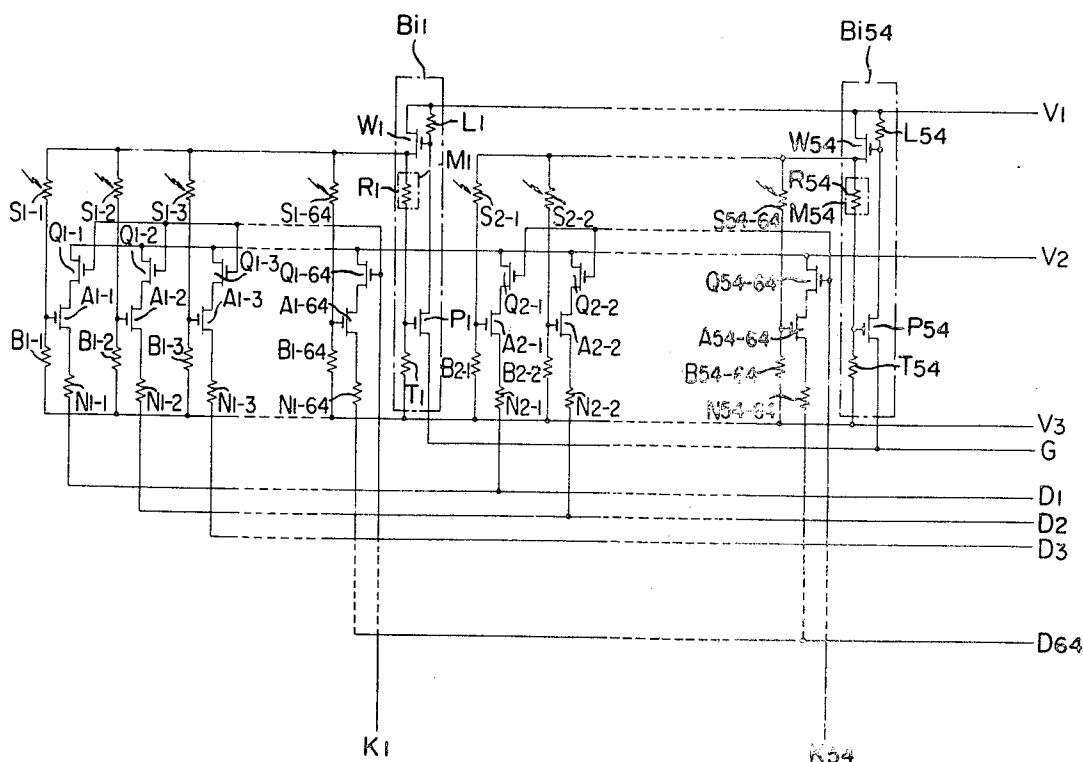 Bi1 Bi54
V1
W1 L1 W54 L54
M1
R1 R54
M54
S1-1 S1-2 S1-3 S1-64 S2-1 S2-2 S54-64
Q1-1 Q1-2 Q1-3 Q1-64 Q2-1 Q2-2 Q54-64
V2
A1-1 A1-2 A1-3 A1-64 P1 A2-1 A2-2 A54-64 P54
B1-1 B1-2 B1-3 B1-64 T1 B2-1 B2-2 B54-64 T54
N1-1 N1-2 N1-3 N1-64 N2-1 N2-2 N54-64
V3
G
D1
D2
D3
D64
K1 K54